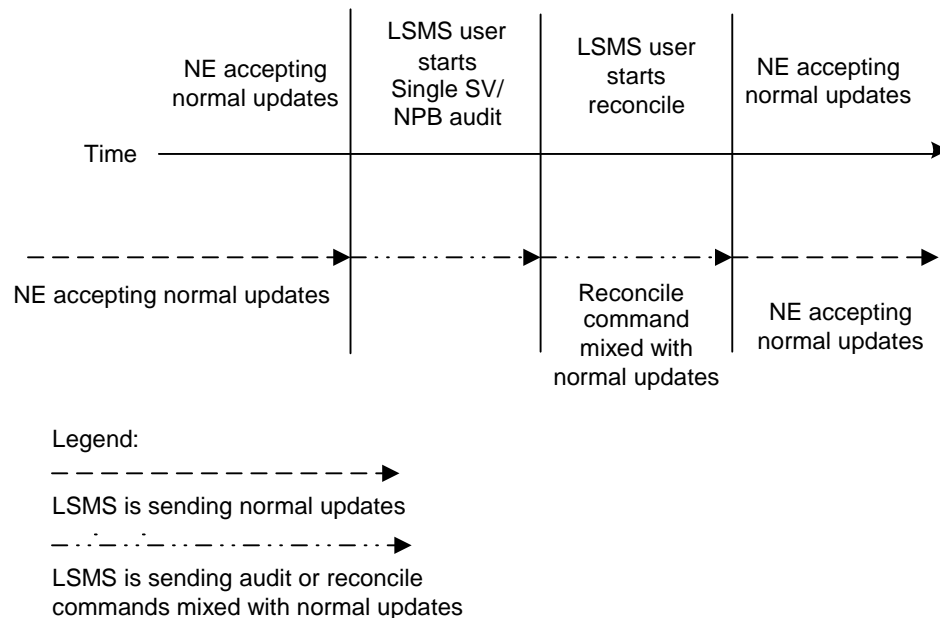 NE accepting
normal updates
LSMS user
starts
Single SV/
NPB audit
LSMS user
starts
reconcile
NE accepting
normal updates
Time
NE accepting normal updates
Reconcile
command
mixed with
normal updates
NE accepting
normal updates
Legend:
LSMS is sending normal updates
LSMS is sending audit or reconcile
commands mixed with normal updates